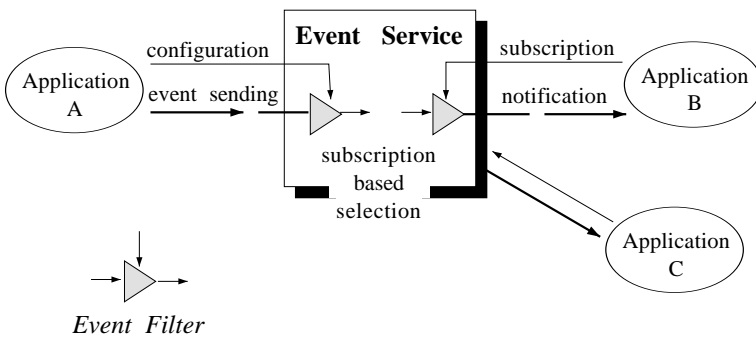 Event Service
configuration
subscription
Application
A
Application
B
event sending
notification
subscription
based
selection
Application
C
Event Filter